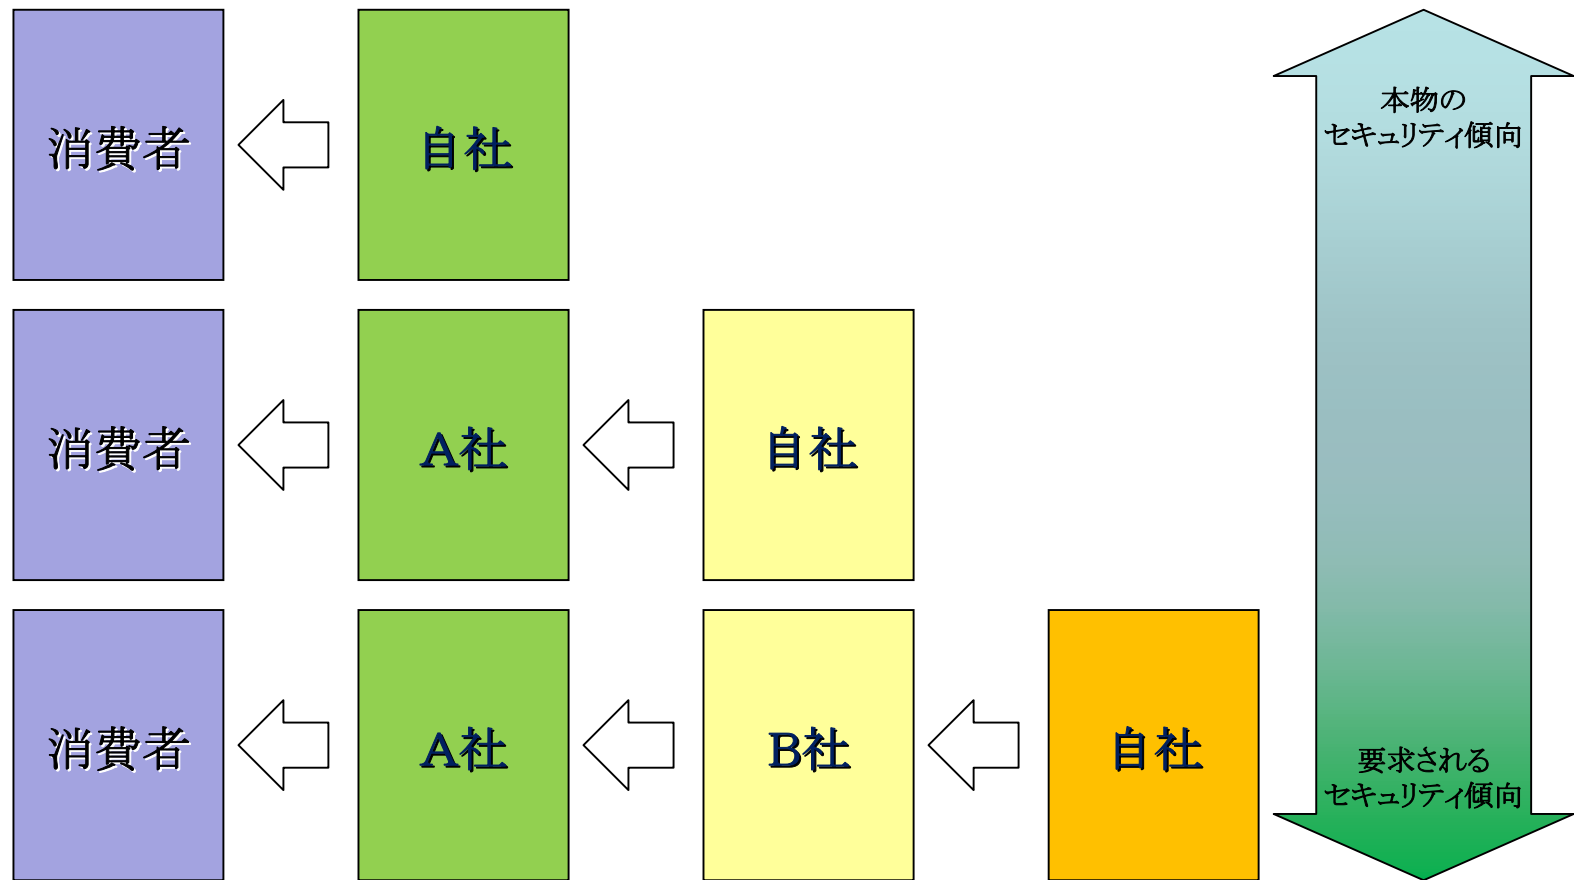 消費者
自社
本物の
セキュリティ傾向
消費者
A社
自社
消費者
A社
B社
自社
要求される
セキュリティ傾向